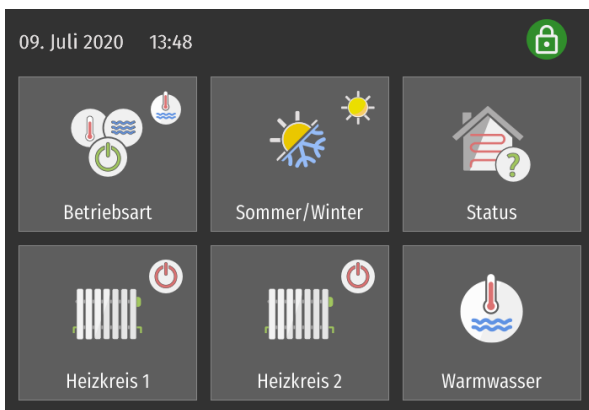 09. Juli 2020 13:48
Betriebsart
Sommer/Winter
Status
?
Heizkreis 1
Heizkreis 2
Warmwasser